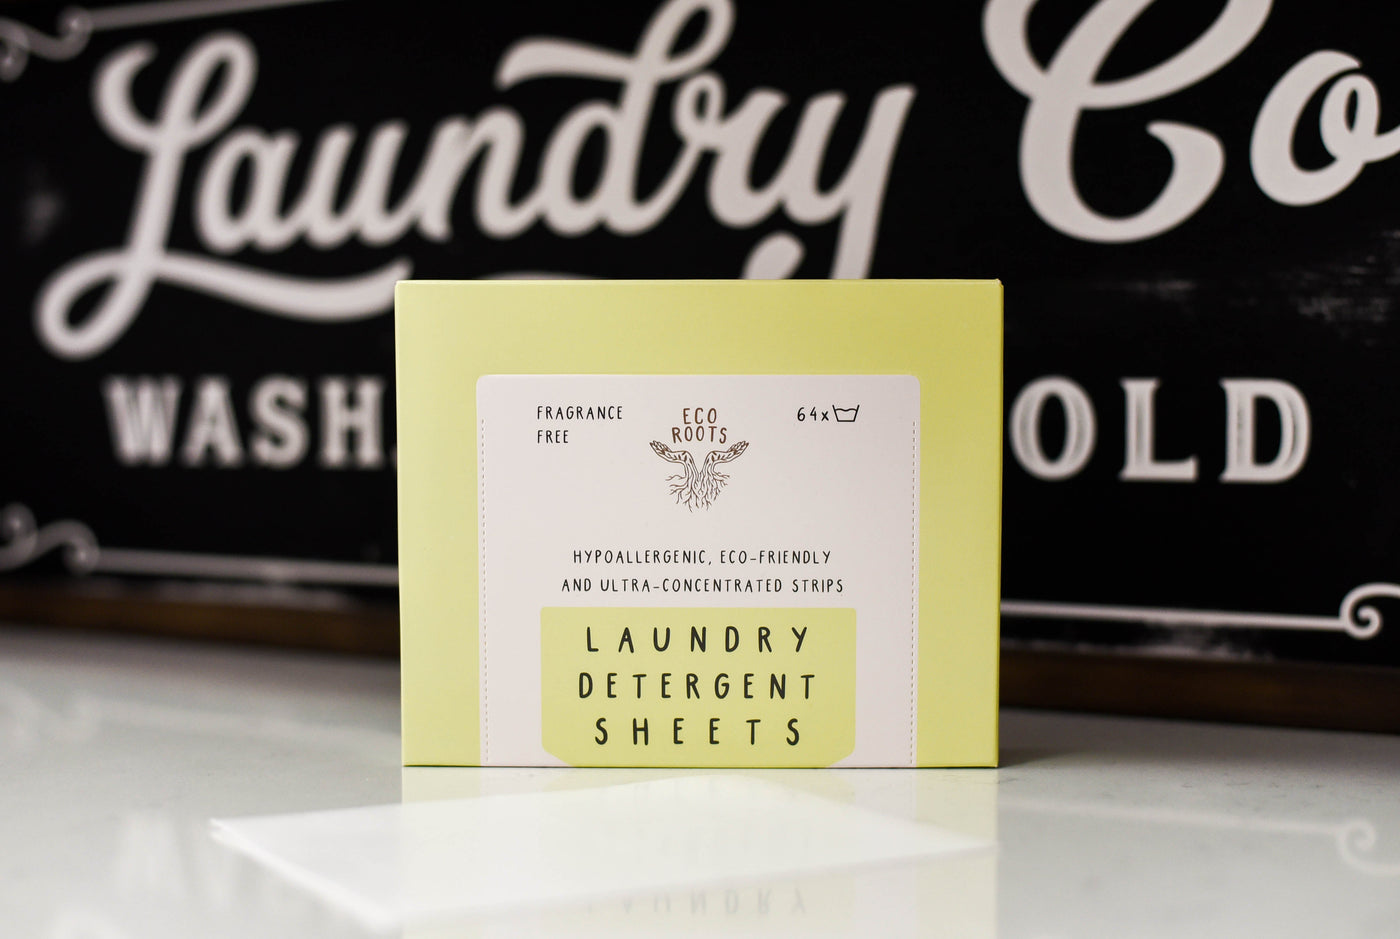 Laundry Co
WASH
OLD
FRAGRANCE
FREE
ECO
ROOTS
64x
HYPOALLERGENIC, ECO-FRIENDLY
AND ULTRA-CONCENTRATED STRIPS
LAUNDRY
DETERGENT
SHEETS